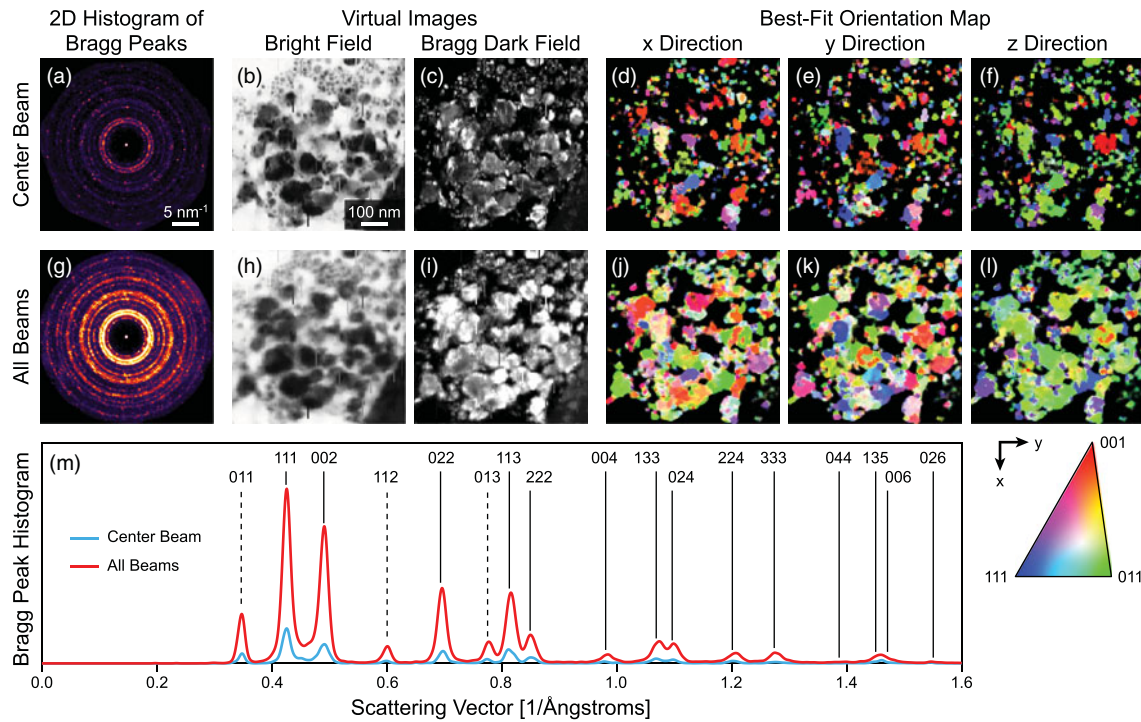 2D Histogram of
Bragg Peaks
Virtual Images
Bright Field
Bragg Dark Field
Best-Fit Orientation Map
x Direction
y Direction
z Direction
Center Beam
(a)
5 nm-1
(b)
100 nm
(c)
(d)
(e)
(f)
All Beams
(g)
(h)
(i)
(j)
(k)
(l)
(m)
011
111
002
112
022
013
113
222
004
133
024
224
333
044
135
006
026
Center Beam
All Beams
Bragg Peak Histogram
0.0
0.2
0.4
0.6
0.8
1.0
1.2
1.4
1.6
Scattering Vector [1/Ångstroms]
y
x
001
111
011